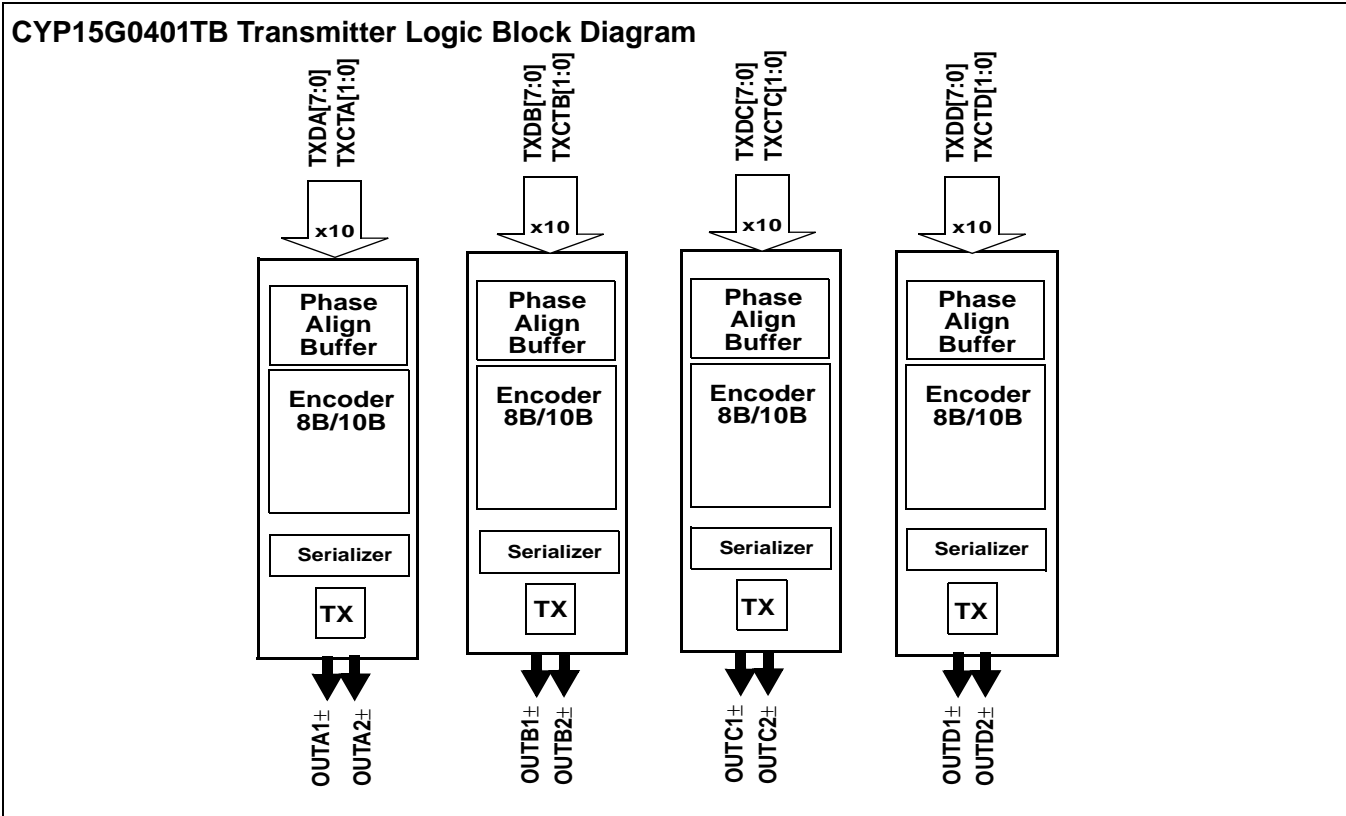 CYP15G0401TB Transmitter Logic Block Diagram
TXDA[7:0]
TXCTA[1:0]
TXDB[7:0]
TXCTB[1:0]
TXDC[7:0]
TXCTC[1:0]
TXDD[7:0]
TXCTD[1:0]
x10
x10
x10
x10
Phase
Align
Buffer
Phase
Align
Buffer
Phase
Align
Buffer
Phase
Align
Buffer
Encoder
8B/10B
Encoder
8B/10B
Encoder
8B/10B
Encoder
8B/10B
Serializer
Serializer
Serializer
Serializer
TX
TX
TX
TX
OUTA1±
OUTA2±
OUTB1±
OUTB2±
OUTC1±
OUTC2±
OUTD1±
OUTD2±